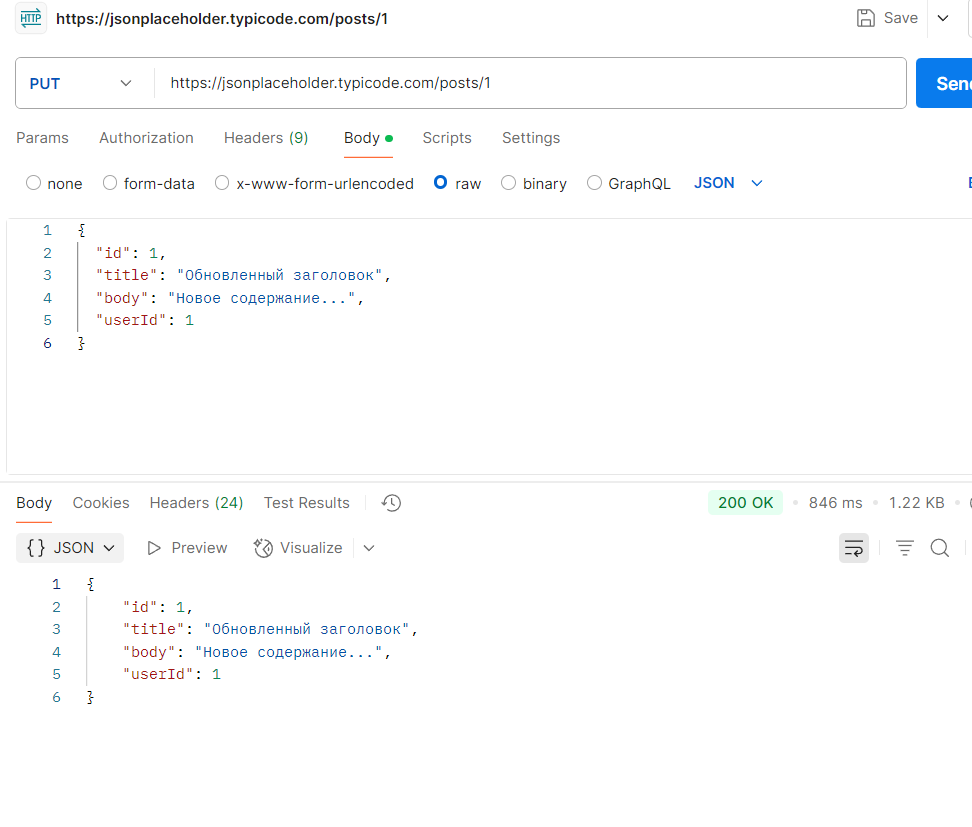 HTTP https://jsonplaceholder.typicode.com/posts/1 Save
PUT https://jsonplaceholder.typicode.com/posts/1 Send
Params Authorization Headers (9) Body Scripts Settings
none form-data x-www-form-urlencoded raw binary GraphQL JSON
1 {
2 "id": 1,
3 "title": "Обновленный заголовок",
4 "body": "Новое содержание...",
5 "userId": 1
6 }
Body Cookies Headers (24) Test Results 200 OK • 846 ms • 1.22 KB •
{} JSON Preview Visualize
1 {
2 "id": 1,
3 "title": "Обновленный заголовок",
4 "body": "Новое содержание...",
5 "userId": 1
6 }